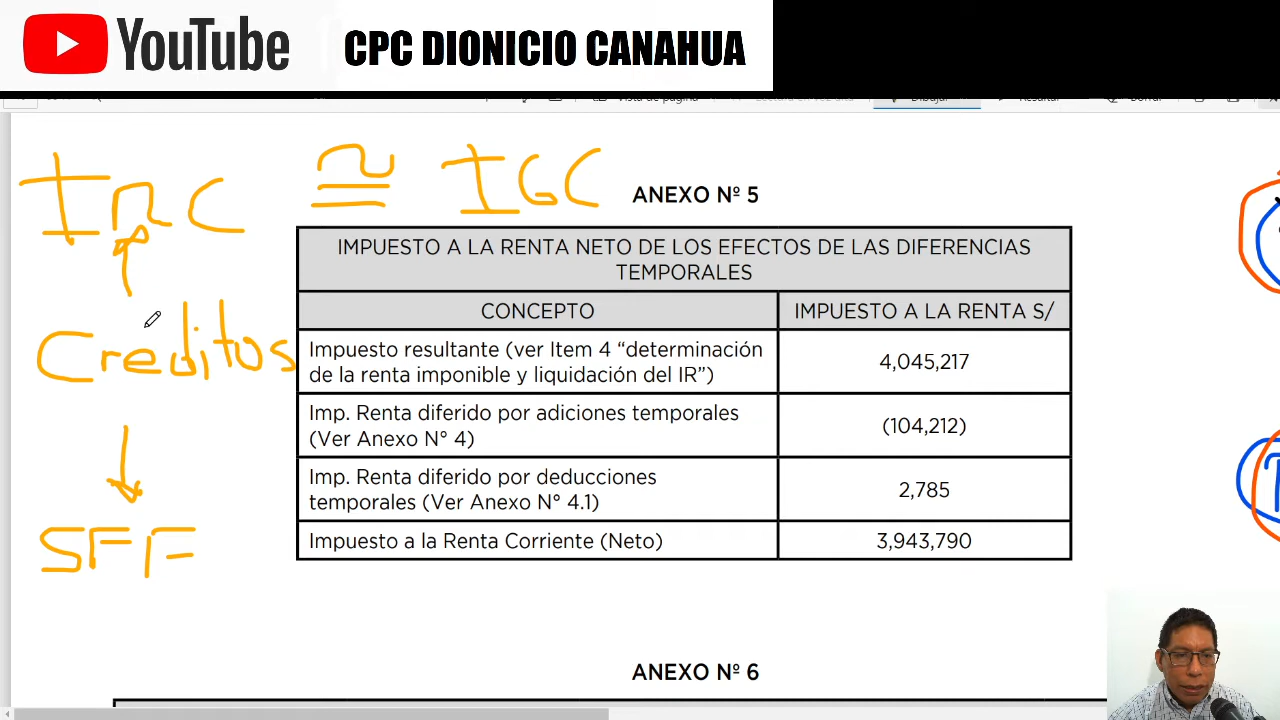 YouTube CPC DIONICIO CANAHUA
IRC ≅ IGC
Creditos
SFF
ANEXO Nº 5
IMPUESTO A LA RENTA NETO DE LOS EFECTOS DE LAS DIFERENCIAS
TEMPORALES
CONCEPTO IMPUESTO A LA RENTA S/
Impuesto resultante (ver Item 4 “determinación
de la renta imponible y liquidación del IR”) 4,045,217
Imp. Renta diferido por adiciones temporales
(Ver Anexo N° 4) (104,212)
Imp. Renta diferido por deducciones
temporales (Ver Anexo N° 4.1) 2,785
Impuesto a la Renta Corriente (Neto) 3,943,790
ANEXO Nº 6